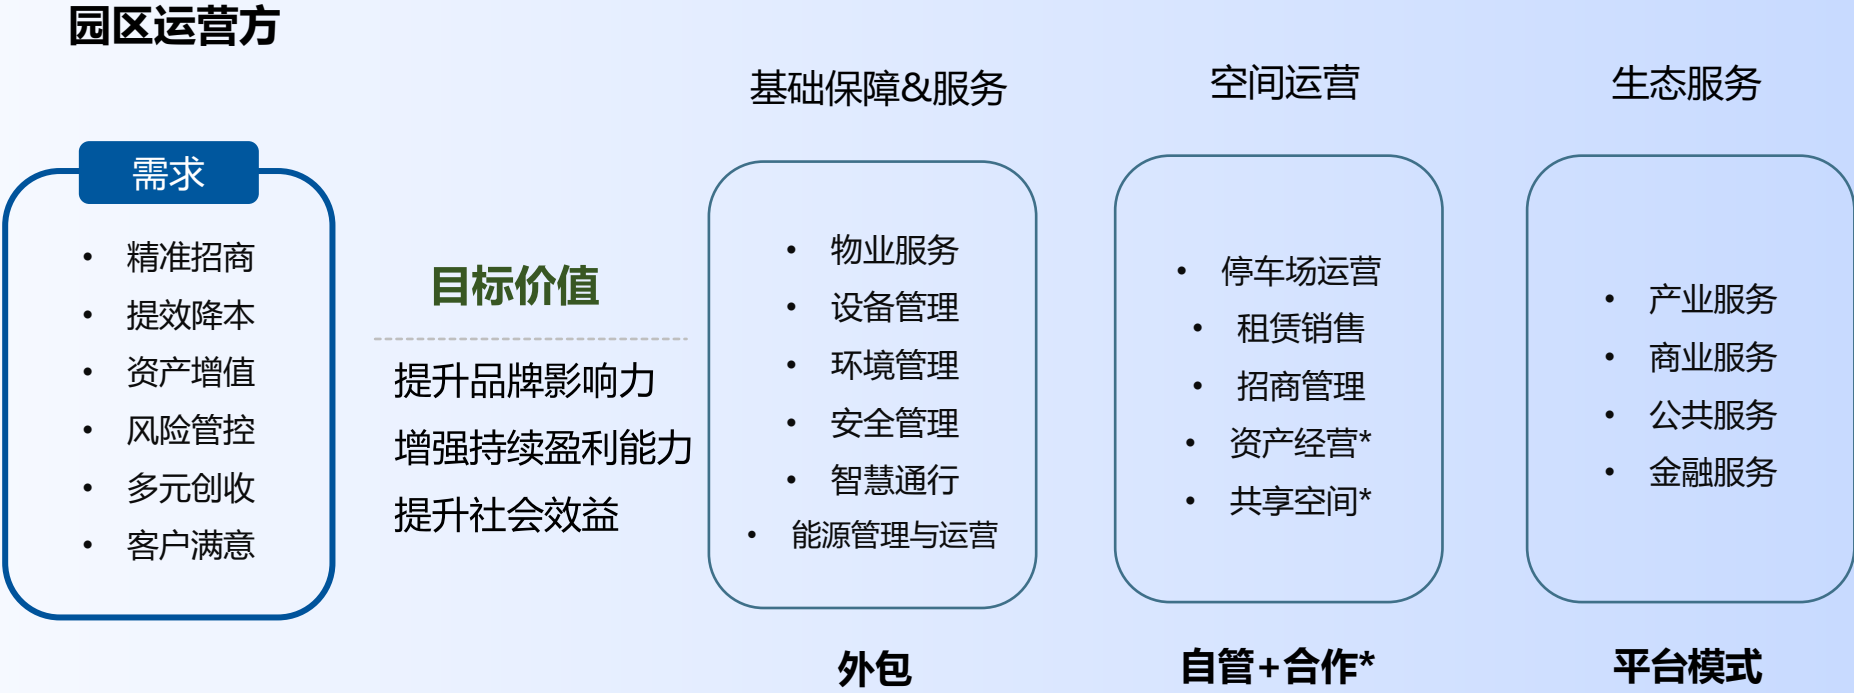 园区运营方
需求
• 精准招商
• 提效降本
• 资产增值
• 风险管控
• 多元创收
• 客户满意
目标价值
提升品牌影响力
增强持续盈利能力
提升社会效益
基础保障&服务
• 物业服务
• 设备管理
• 环境管理
• 安全管理
• 智慧通行
• 能源管理与运营
外包
空间运营
• 停车场运营
• 租赁销售
• 招商管理
• 资产经营*
• 共享空间*
自管+合作*
生态服务
• 产业服务
• 商业服务
• 公共服务
• 金融服务
平台模式